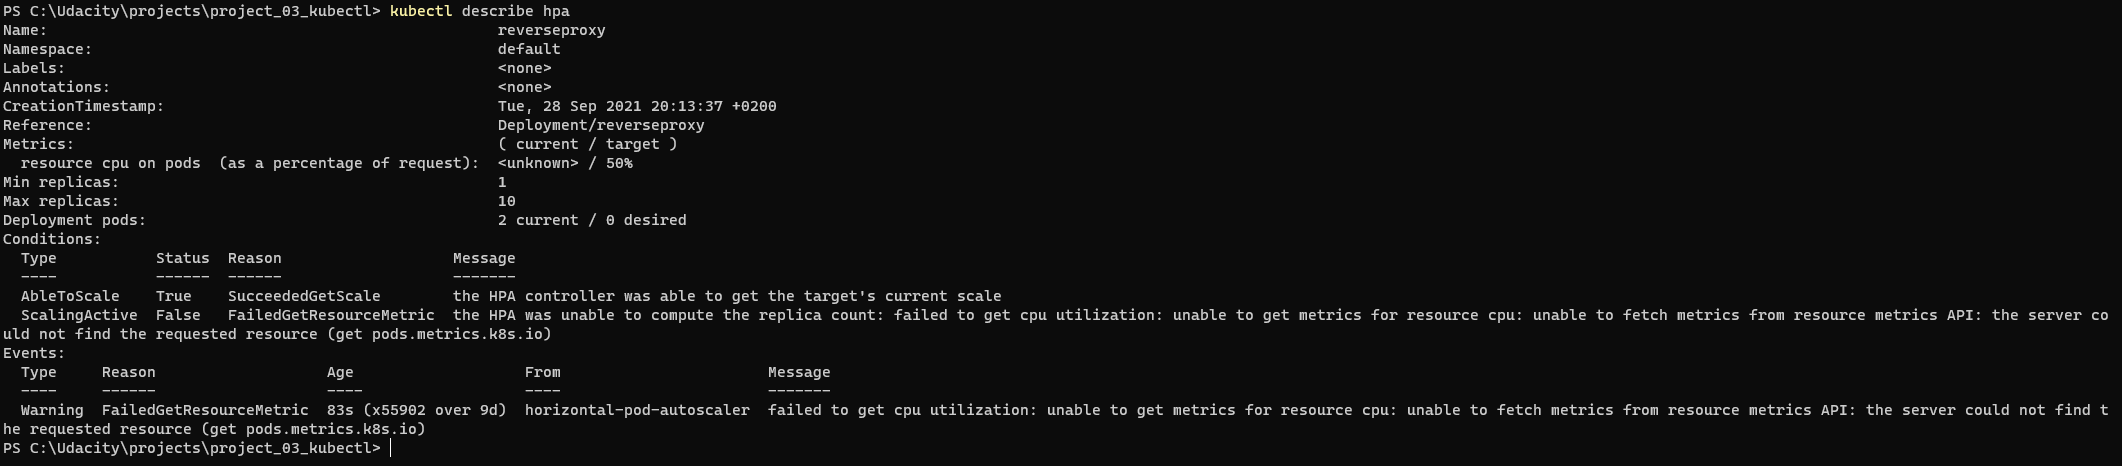 PS C:\Udacity\projects\project_03_kubectl> kubectl describe hpa
Name:                                                  reverseproxy
Namespace:                                             default
Labels:                                                <none>
Annotations:                                           <none>
CreationTimestamp:                                     Tue, 28 Sep 2021 20:13:37 +0200
Reference:                                             Deployment/reverseproxy
Metrics:                                               ( current / target )
  resource cpu on pods  (as a percentage of request):  <unknown> / 50%
Min replicas:                                          1
Max replicas:                                          10
Deployment pods:                                       2 current / 0 desired
Conditions:
  Type           Status  Reason                   Message
  ----           ------  ------                   -------
  AbleToScale    True    SucceededGetScale        the HPA controller was able to get the target's current scale
  ScalingActive  False   FailedGetResourceMetric  the HPA was unable to compute the replica count: failed to get cpu utilization: unable to get metrics for resource cpu: unable to fetch metrics from resource metrics API: the server co
uld not find the requested resource (get pods.metrics.k8s.io)
Events:
  Type     Reason                   Age                   From                       Message
  ----     ------                   ----                  ----                       -------
  Warning  FailedGetResourceMetric  83s (x55902 over 9d)  horizontal-pod-autoscaler  failed to get cpu utilization: unable to get metrics for resource cpu: unable to fetch metrics from resource metrics API: the server could not find t
he requested resource (get pods.metrics.k8s.io)
PS C:\Udacity\projects\project_03_kubectl>